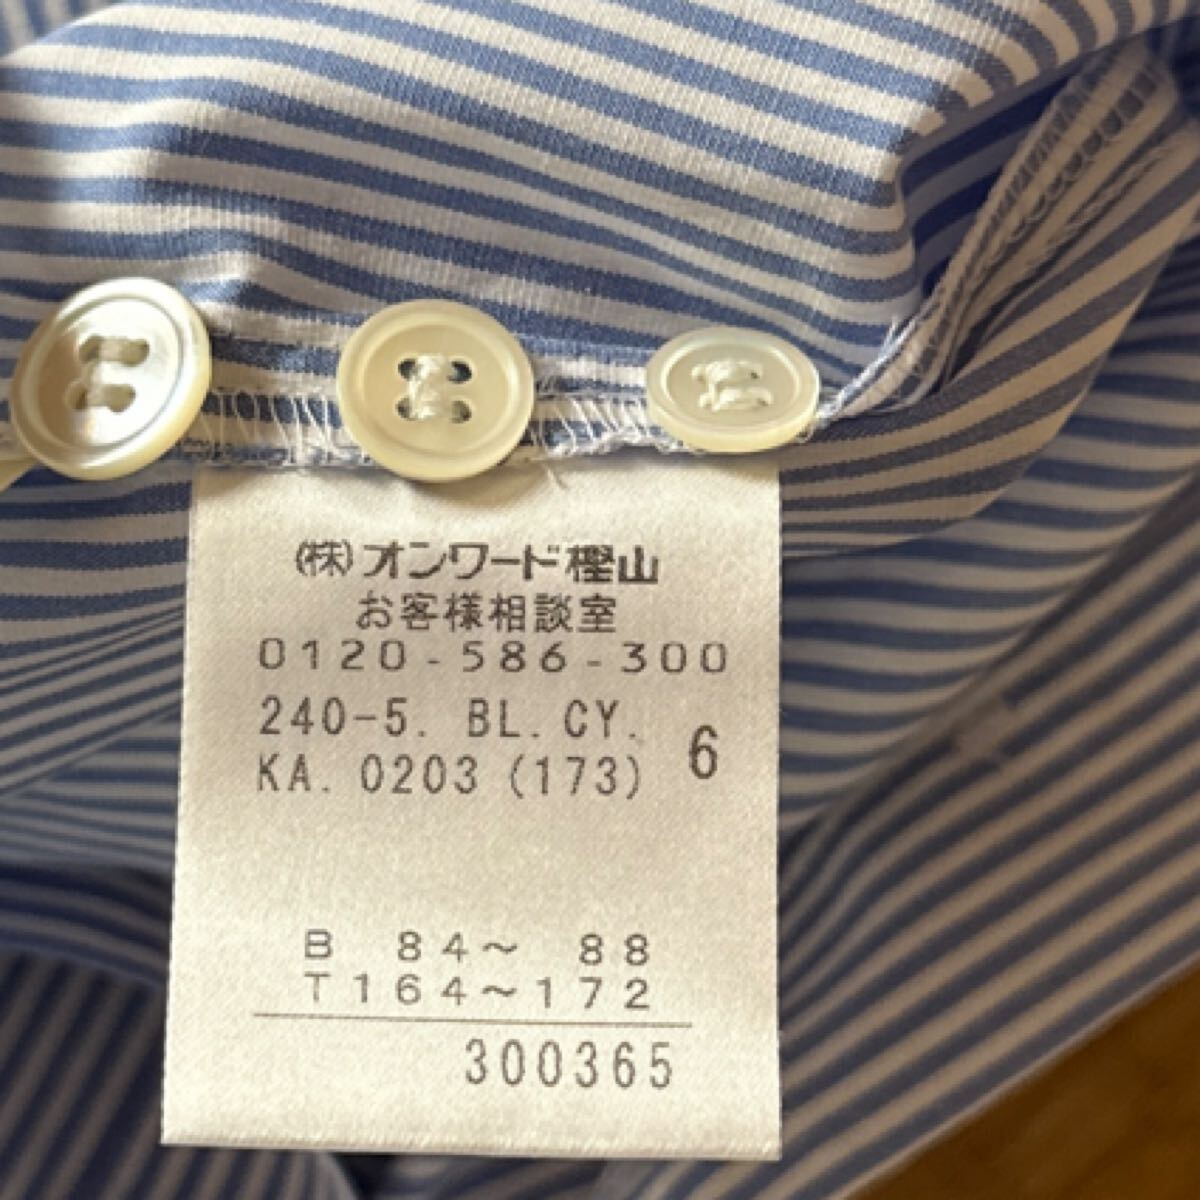 (株)オンワード樫山
お客様相談室
0120-586-300
240-5. BL.CY.
KA. 0203 (173) 6
B 84～ 88
T164～172
300365